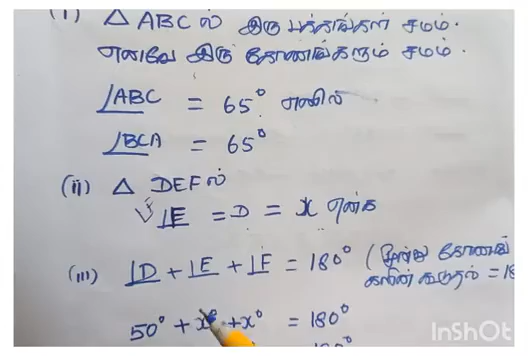 (i) △ ABC ல் இரு பக்கங்கள் சமம்.
எனவே இரு கோணங்களும் சமம்.
∠ABC = 65° எனில்
∠BCA = 65°
(ii) △ DEF ல்
∠E = D = x என்க
(iii) ∠D + ∠E + ∠F = 180° (மூன்று கோணங்
களின் கூடுதல் = 18
50° + x° + x° = 180°
InShOt